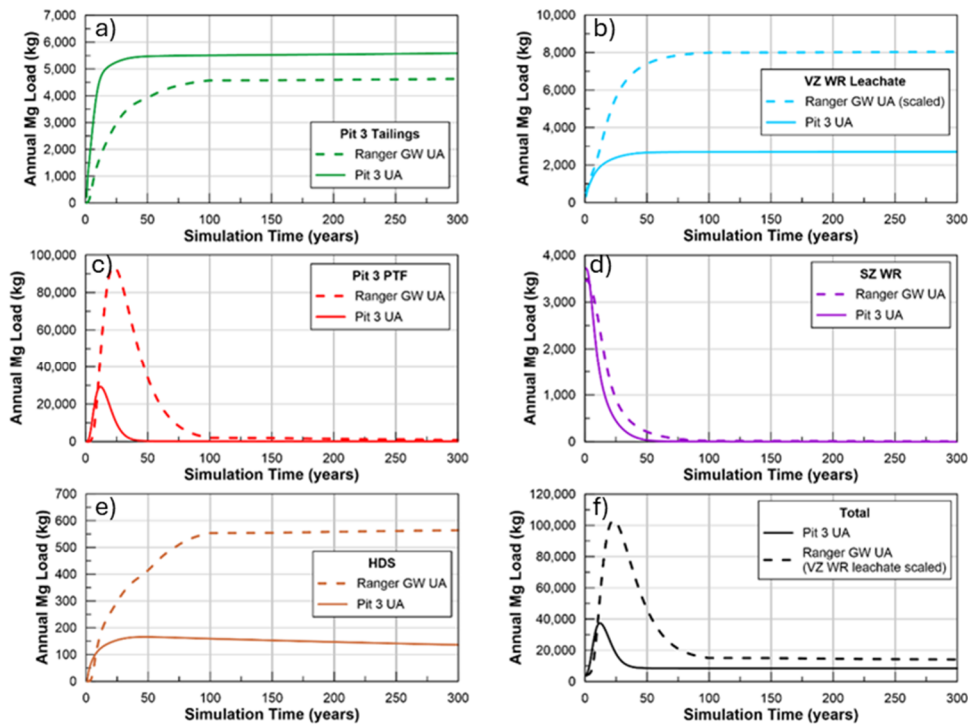 a)
7,000
6,000
5,000
4,000
3,000
2,000
1,000
0
Annual Mg Load (kg)
Pit 3 Tailings
Ranger GW UA
Pit 3 UA
0 50 100 150 200 250 300
Simulation Time (years)
b)
10,000
8,000
6,000
4,000
2,000
0
Annual Mg Load (kg)
VZ WR Leachate
Ranger GW UA (scaled)
Pit 3 UA
0 50 100 150 200 250 300
Simulation Time (years)
c)
100,000
80,000
60,000
40,000
20,000
0
Annual Mg Load (kg)
Pit 3 PTF
Ranger GW UA
Pit 3 UA
0 50 100 150 200 250 300
Simulation Time (years)
d)
4,000
3,000
2,000
1,000
0
Annual Mg Load (kg)
SZ WR
Ranger GW UA
Pit 3 UA
0 50 100 150 200 250 300
Simulation Time (years)
e)
700
600
500
400
300
200
100
0
Annual Mg Load (kg)
HDS
Ranger GW UA
Pit 3 UA
0 50 100 150 200 250 300
Simulation Time (years)
f)
120,000
100,000
80,000
60,000
40,000
20,000
0
Annual Mg Load (kg)
Total
Pit 3 UA
Ranger GW UA
(VZ WR leachate scaled)
0 50 100 150 200 250 300
Simulation Time (years)